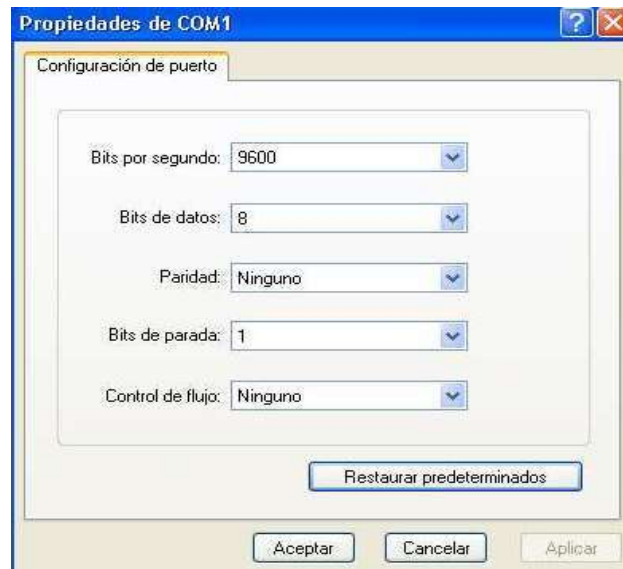 Propiedades de COM1
Configuración de puerto
Bits por segundo: 9600
Bits de datos: 8
Paridad: Ninguno
Bits de parada: 1
Control de flujo: Ninguno
Restaurar predeterminados
Aceptar Cancelar Aplicar